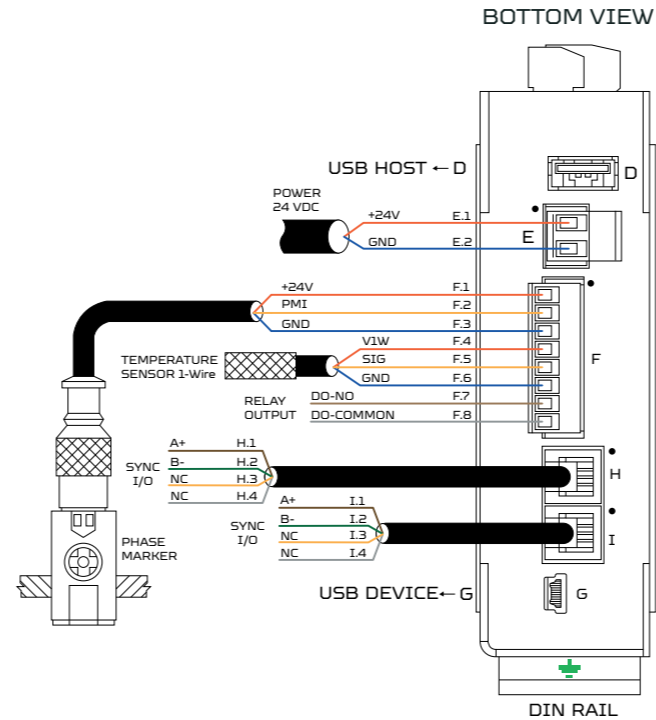 BOTTOM VIEW
USB HOST ← D
D
POWER
24 VDC
+24V E.1
GND E.2
E
+24V F.1
PMI F.2
GND F.3
V1W F.4
SIG F.5
GND F.6
DO-NO F.7
DO-COMMON F.8
F
TEMPERATURE
SENSOR 1-Wire
RELAY
OUTPUT
A+ H.1
B- H.2
NC H.3
NC H.4
SYNC
I/O
H
A+ I.1
B- I.2
NC I.3
NC I.4
SYNC
I/O
I
PHASE
MARKER
USB DEVICE ← G
G
DIN RAIL